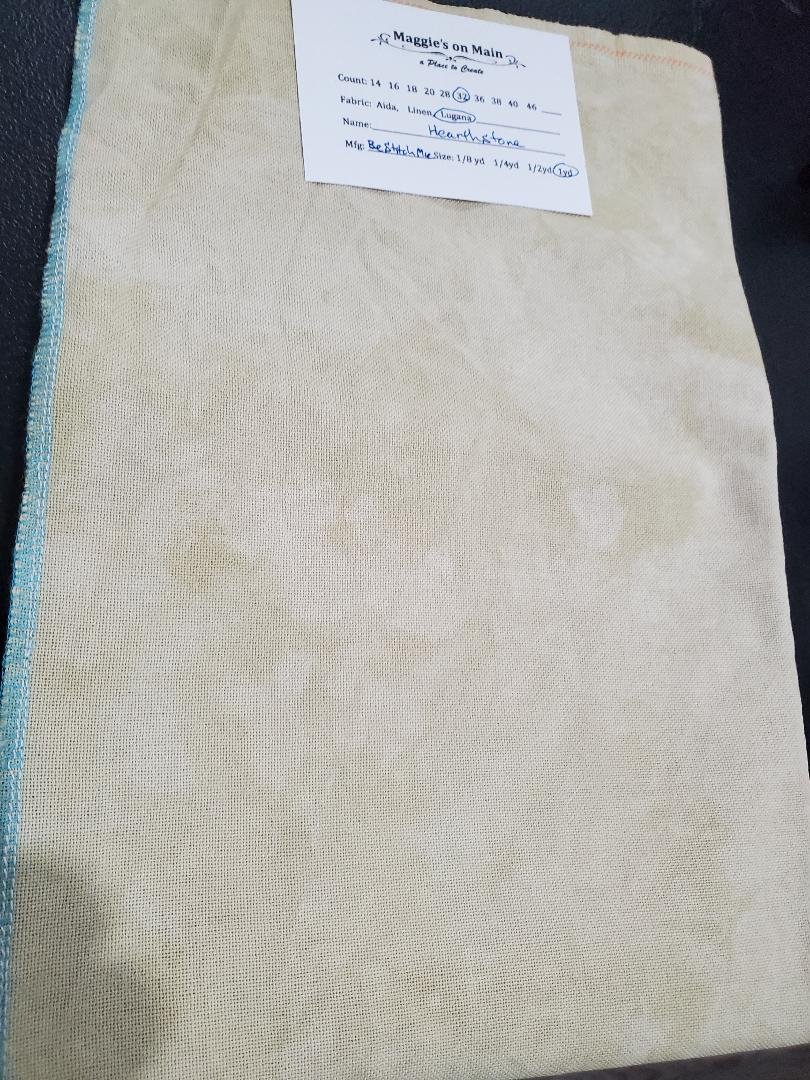 Maggie's on Main
a Place to Create
Count: 14 16 18 20 28 32 36 38 40 46 ___
Fabric: Aida, Linen, Lugana
Name: Hearthstone
Mfg: BeStitchMe Size: 1/8 yd 1/4yd 1/2yd 1yd